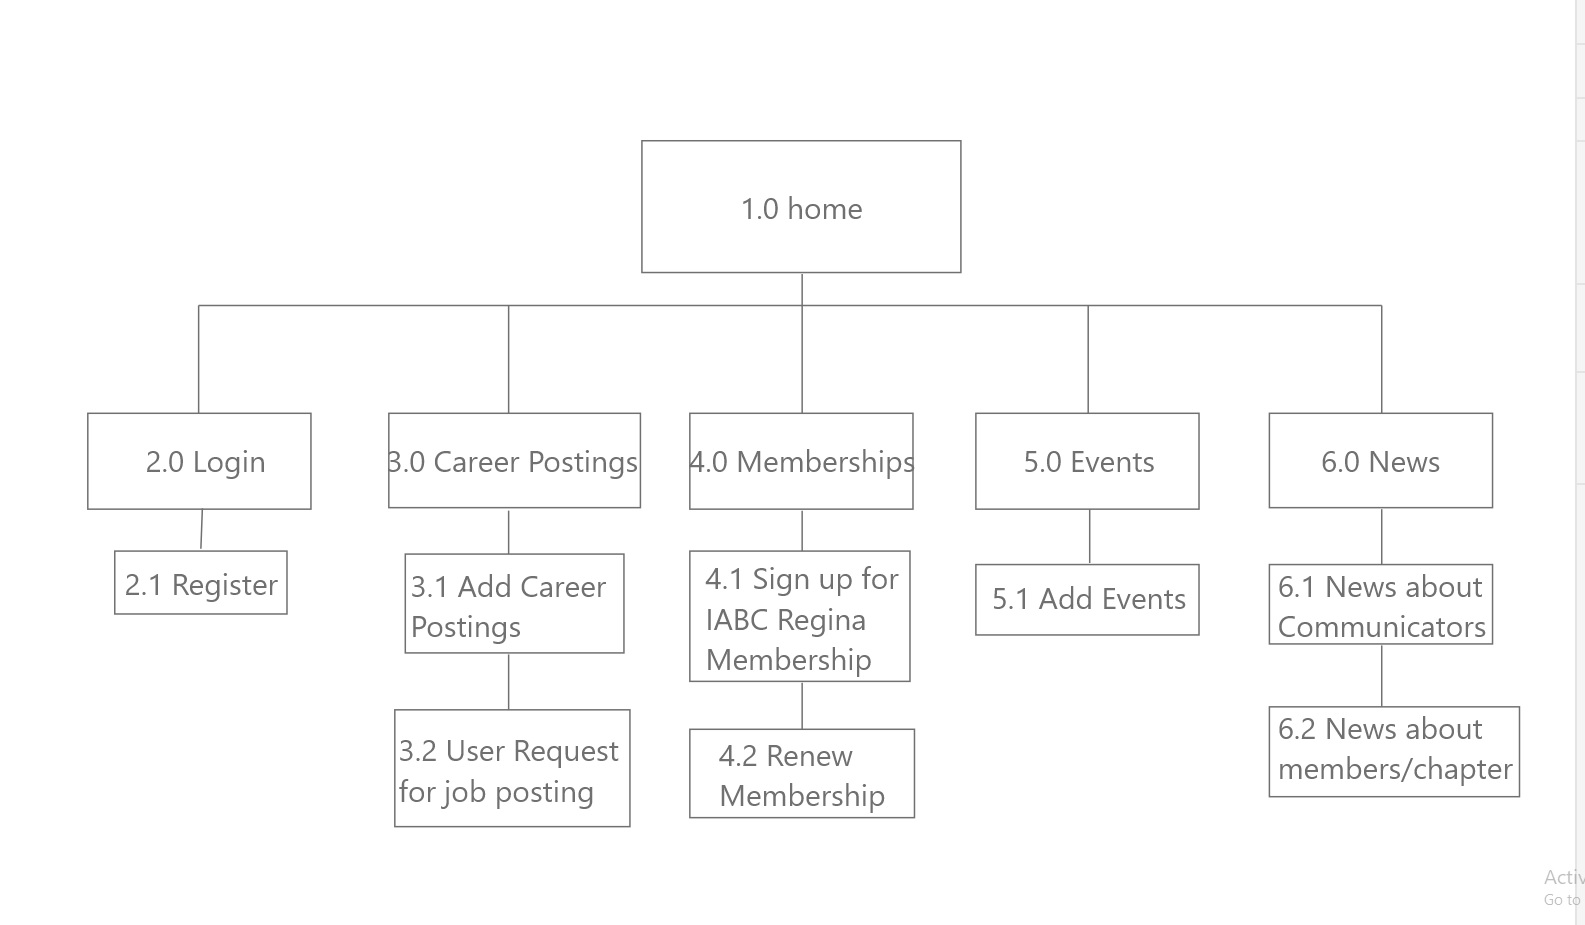 1.0 home
2.0 Login
3.0 Career Postings
4.0 Memberships
5.0 Events
6.0 News
2.1 Register
3.1 Add Career
Postings
3.2 User Request
for job posting
4.1 Sign up for
IABC Regina
Membership
4.2 Renew
Membership
5.1 Add Events
6.1 News about
Communicators
6.2 News about
members/chapter
Activ
Go to